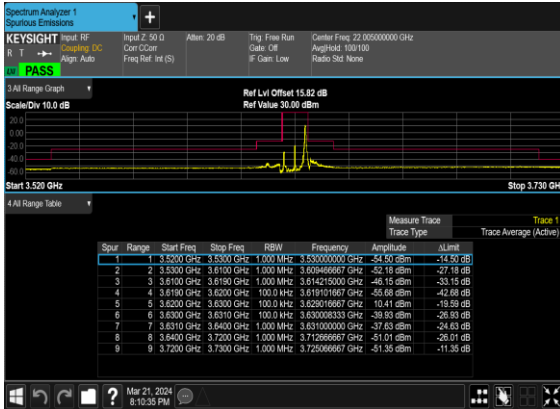 Spectrum Analyzer 1
Spurious Emissions
+
KEYSIGHT Input: RF Input Z: 50 Ω Atten: 20 dB Trig: Free Run Center Freq: 22.005000000 GHz
R T Coupling: DC Corr CCorr Gate: Off Avg|Hold: 100/100
Align: Auto Freq Ref: Int (S) IF Gain: Low Radio Std: None
PASS
3 All Range Graph
Ref Lvl Offset 15.82 dB
Scale/Div 10.0 dB Ref Value 30.00 dBm
20.0
0.00
-20.0
-40.0
-60.0
Start 3.520 GHz Stop 3.730 GH
4 All Range Table
Measure Trace Trace 1
Trace Type Trace Average (Active)
Spur Range Start Freq Stop Freq RBW Frequency Amplitude ΔLimit
1 1 3.5200 GHz 3.5300 GHz 1.000 MHz 3.530000000 GHz -54.50 dBm -14.50 dB
2 2 3.5300 GHz 3.6100 GHz 1.000 MHz 3.609466667 GHz -52.18 dBm -27.18 dB
3 3 3.6100 GHz 3.6190 GHz 1.000 MHz 3.614215000 GHz -46.15 dBm -33.15 dB
4 4 3.6190 GHz 3.6200 GHz 100.0 kHz 3.619101667 GHz -55.68 dBm -42.68 dB
5 5 3.6200 GHz 3.6300 GHz 100.0 kHz 3.629016667 GHz 10.41 dBm -19.59 dB
6 6 3.6300 GHz 3.6310 GHz 100.0 kHz 3.630008333 GHz -39.93 dBm -26.93 dB
7 7 3.6310 GHz 3.6400 GHz 1.000 MHz 3.631000000 GHz -37.63 dBm -24.63 dB
8 8 3.6400 GHz 3.7200 GHz 1.000 MHz 3.712666667 GHz -51.01 dBm -26.01 dB
9 9 3.7200 GHz 3.7300 GHz 1.000 MHz 3.725066667 GHz -51.35 dBm -11.35 dB
? Mar 21, 2024
8:10:35 PM